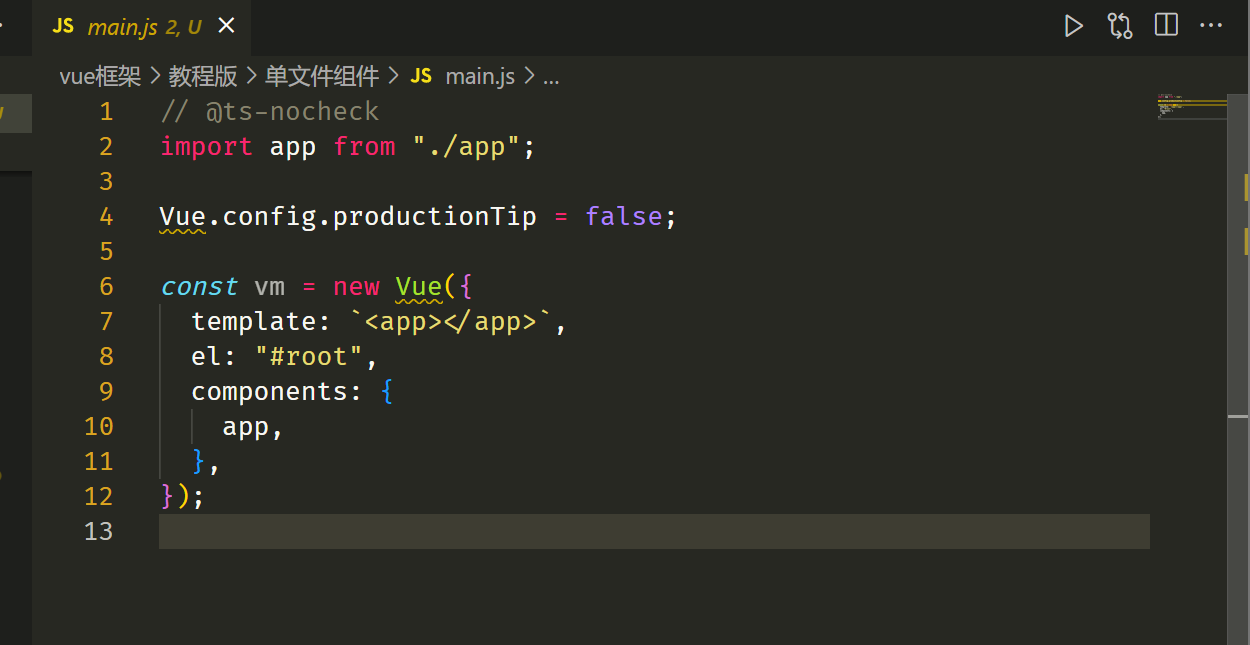 JS main.js 2, U
vue框架 > 教程版 > 单文件组件 > JS main.js > ...
1 // @ts-nocheck
2 import app from "./app";
3
4 Vue.config.productionTip = false;
5
6 const vm = new Vue({
7 template: `<app></app>`,
8 el: "#root",
9 components: {
10 app,
11 },
12 });
13